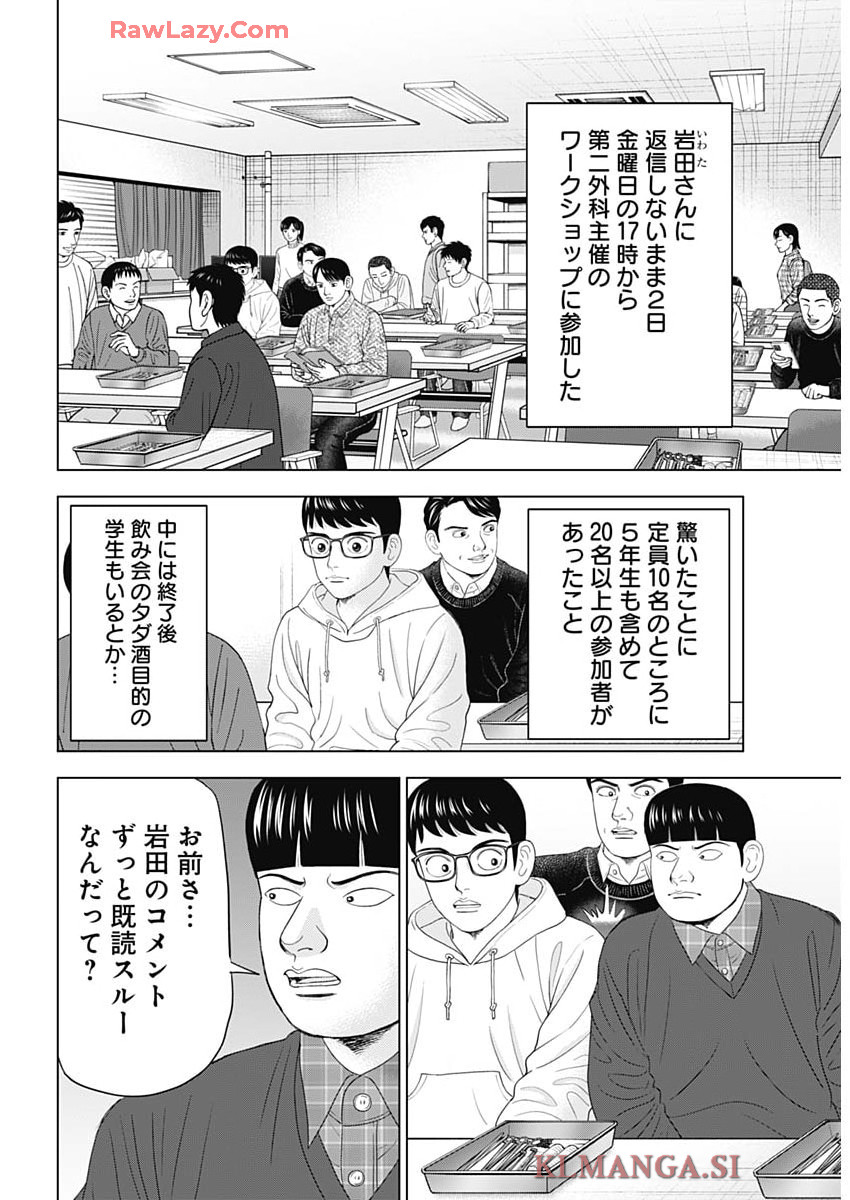 RawLazy.Com
岩田さんに
いわた
返信しないまま2日
金曜日の17時から
第二外科主催の
ワークショップに参加した
驚いたことに
定員10名のところに
5年生も含めて
20名以上の参加者が
あったこと
中には終了後
飲み会のタダ酒目的の
学生もいるとか…
お前さ…
岩田のコメント
ずっと既読スルー
なんだって?
KLMANGA.SI